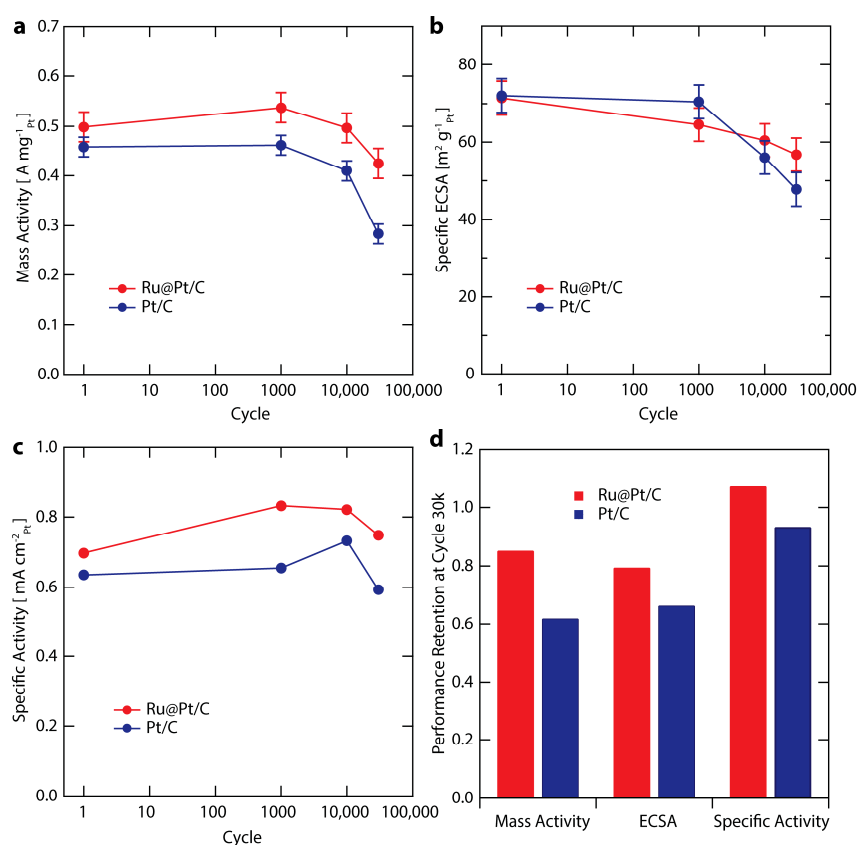 a
Mass Activity [ A mg⁻¹Pt]
0.7
0.6
0.5
0.4
0.3
0.2
0.1
0.0
Ru@Pt/C
Pt/C
1
10
100
1000
10,000
100,000
Cycle
b
Specific ECSA [m² g⁻¹Pt]
80
60
40
20
0
Ru@Pt/C
Pt/C
1
10
100
1000
10,000
100,000
Cycle
c
Specific Activity [ mA cm⁻²Pt]
1.0
0.8
0.6
0.4
0.2
0.0
Ru@Pt/C
Pt/C
1
10
100
1000
10,000
100,000
Cycle
d
Performance Retention at Cycle 30k
1.2
1.0
0.8
0.6
0.4
0.2
0.0
Ru@Pt/C
Pt/C
Mass Activity
ECSA
Specific Activity